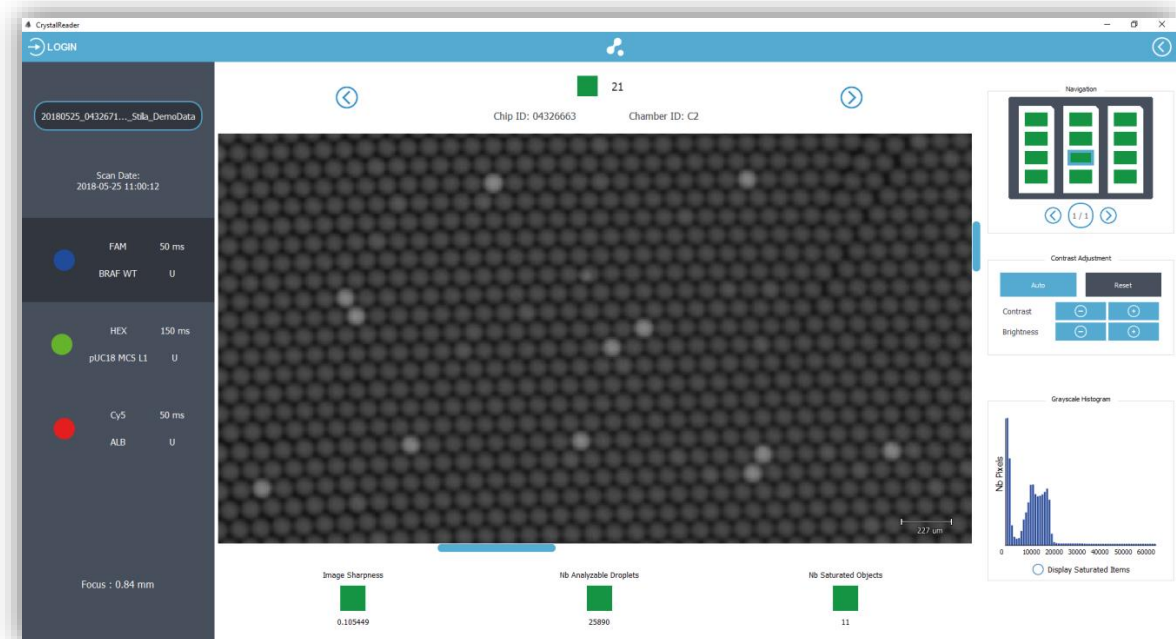 CrystalReader
LOGIN
20180525_0432671..._Stilla_DemoData
Scan Date:
2018-05-25 11:00:12
FAM 50 ms
BRAF WT U
HEX 150 ms
pUC18 MCS L1 U
Cy5 50 ms
ALB U
Focus : 0.84 mm
21
Chip ID: 04326663 Chamber ID: C2
227 um
Image Sharpness
0.105449
Nb Analyzable Droplets
25890
Nb Saturated Objects
11
Navigation
1 / 1
Contrast Adjustment
Auto Reset
Contrast
Brightness
Grayscale Histogram
Nb Pixels
0 10000 20000 30000 40000 50000 60000
Display Saturated Items